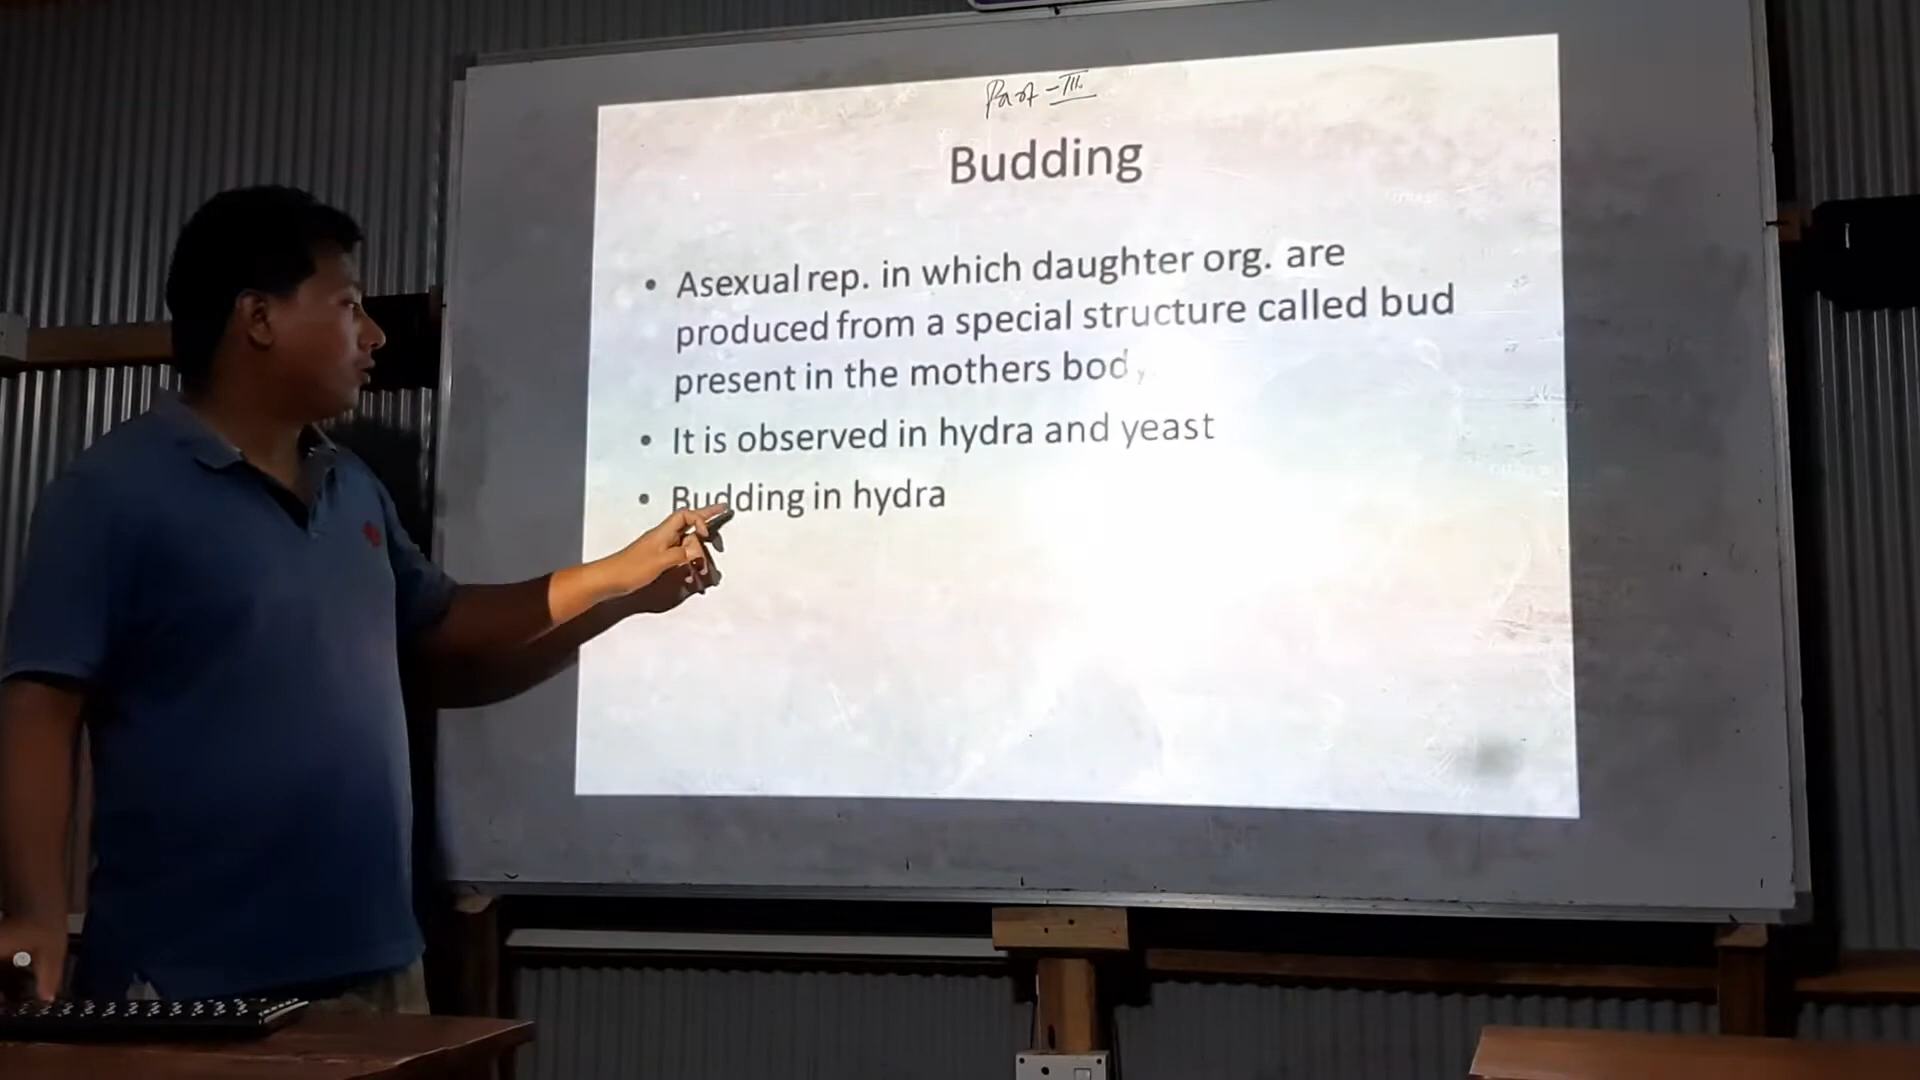 Part-III
Budding
• Asexual rep. in which daughter org. are
produced from a special structure called bud
present in the mothers body
• It is observed in hydra and yeast
• Budding in hydra